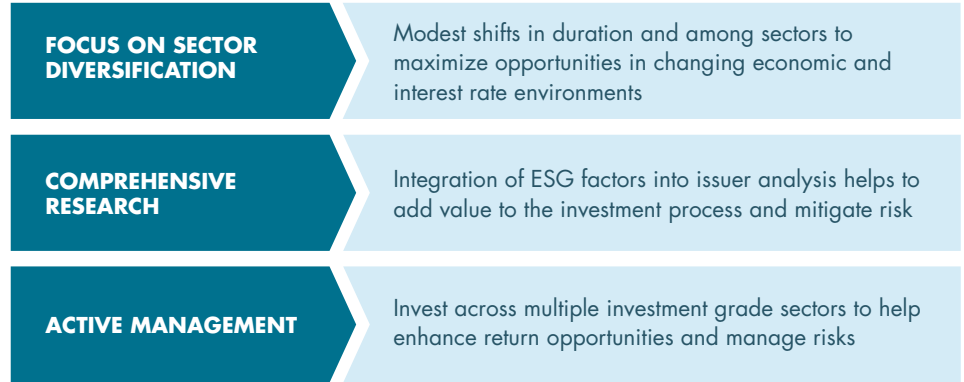 FOCUS ON SECTOR
DIVERSIFICATION
Modest shifts in duration and among sectors to
maximize opportunities in changing economic and
interest rate environments
COMPREHENSIVE
RESEARCH
Integration of ESG factors into issuer analysis helps to
add value to the investment process and mitigate risk
ACTIVE MANAGEMENT
Invest across multiple investment grade sectors to help
enhance return opportunities and manage risks